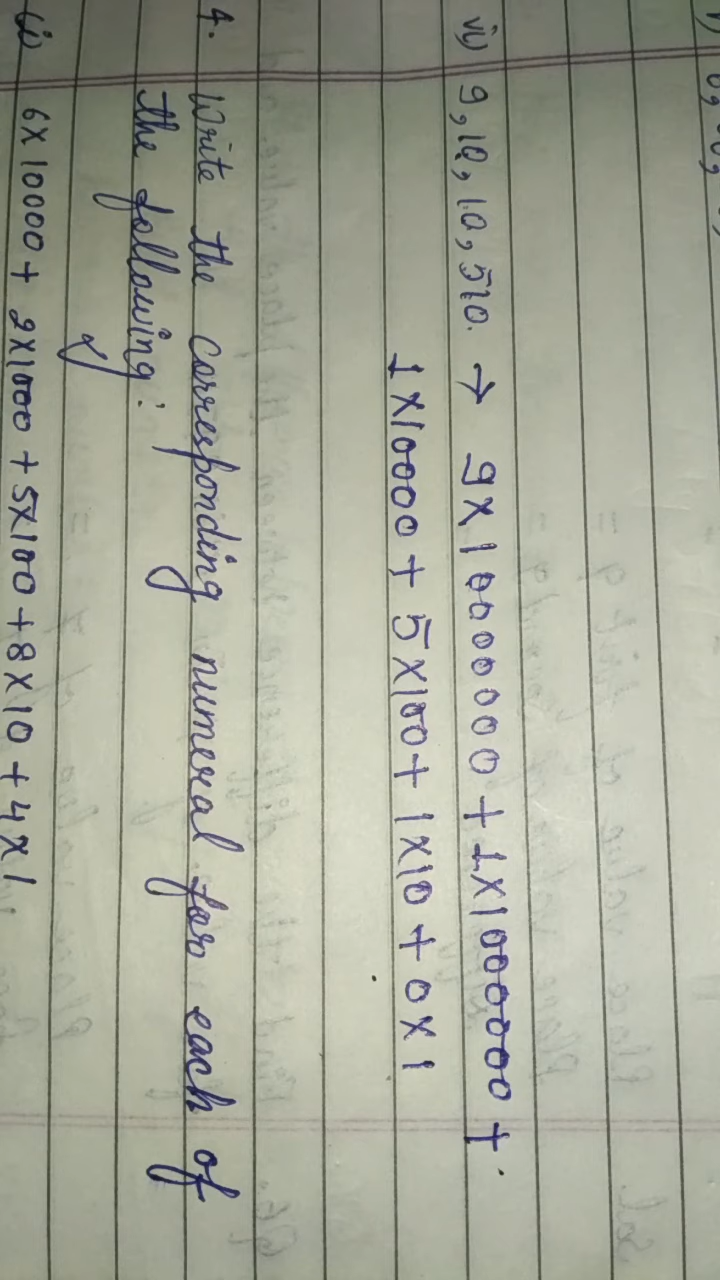 vii) 9,10,10,510. → 9×10000000 + 1×1000000 +
1×10000 + 5×100 + 1×10 + 0×1
4. Write the corresponding numeral for each of
the following:
(i) 6×10000 + 2×1000 + 5×100 + 8×10 + 4×1